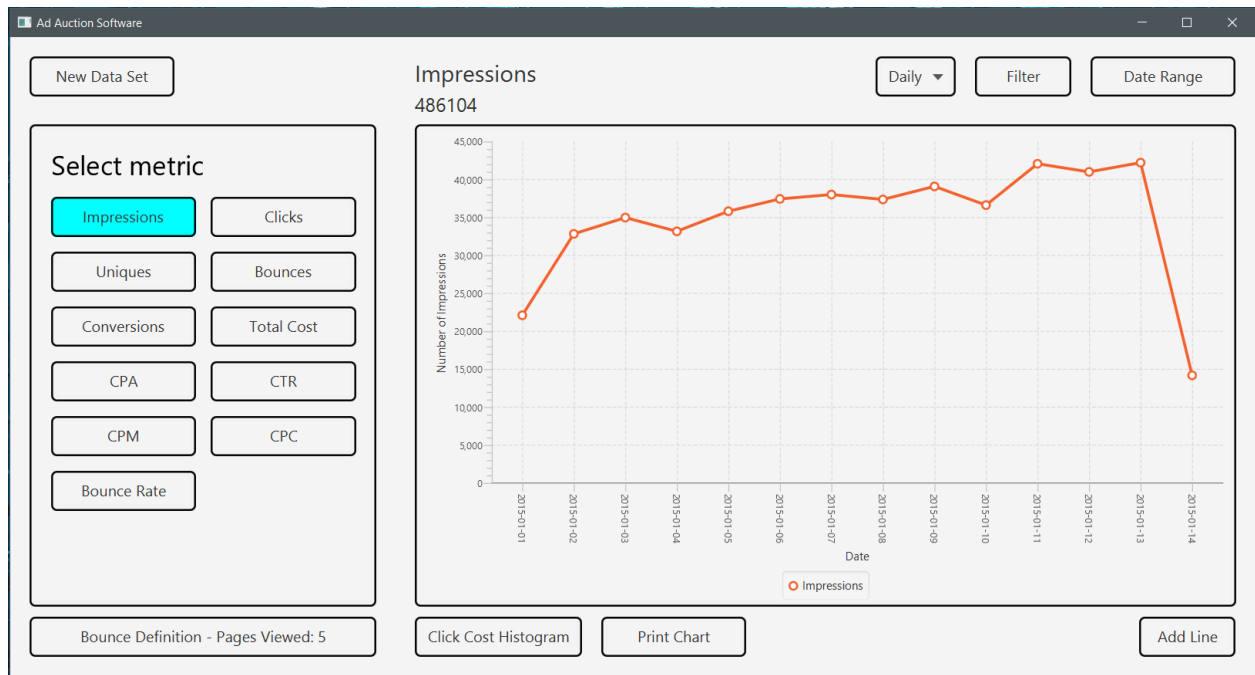 Ad Auction Software
New Data Set
Impressions
486104
Daily
Filter
Date Range
Select metric
Impressions
Clicks
Uniques
Bounces
Conversions
Total Cost
CPA
CTR
CPM
CPC
Bounce Rate
45,000
40,000
35,000
30,000
25,000
20,000
15,000
10,000
5,000
0
Number of Impressions
2015-01-01
2015-01-02
2015-01-03
2015-01-04
2015-01-05
2015-01-06
2015-01-07
2015-01-08
2015-01-09
2015-01-10
2015-01-11
2015-01-12
2015-01-13
2015-01-14
Date
Impressions
Bounce Definition - Pages Viewed: 5
Click Cost Histogram
Print Chart
Add Line